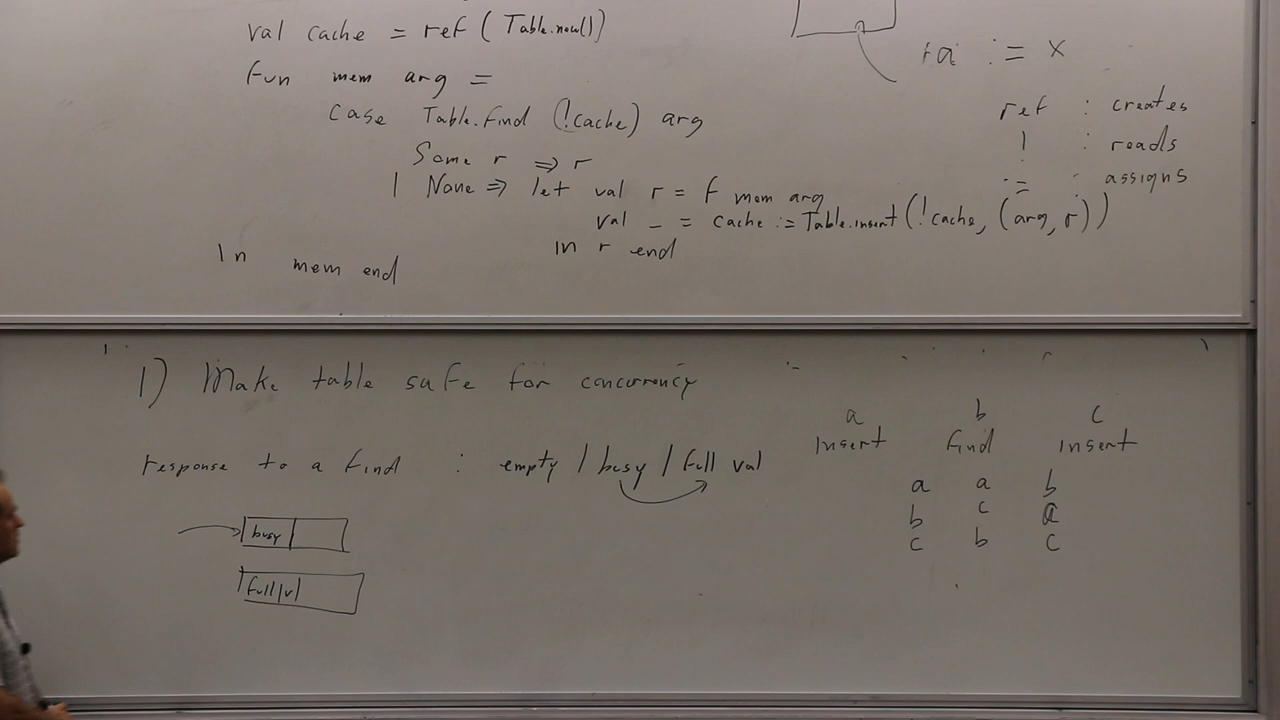 val cache = ref ( Table.new())
fun mem arg =
case Table.find (!cache) arg
Some r ⇒ r
| None ⇒ let val r = f mem arg
val _ = cache := Table.insert (!cache, (arg, r))
in r end
In mem end
ra := x
ref : creates
! : reads
:= : assigns
1) Make table safe for concurrency
response to a find : empty / busy / full val
busy
full v
a b c
Insert find insert
a a b
b c a
c b c